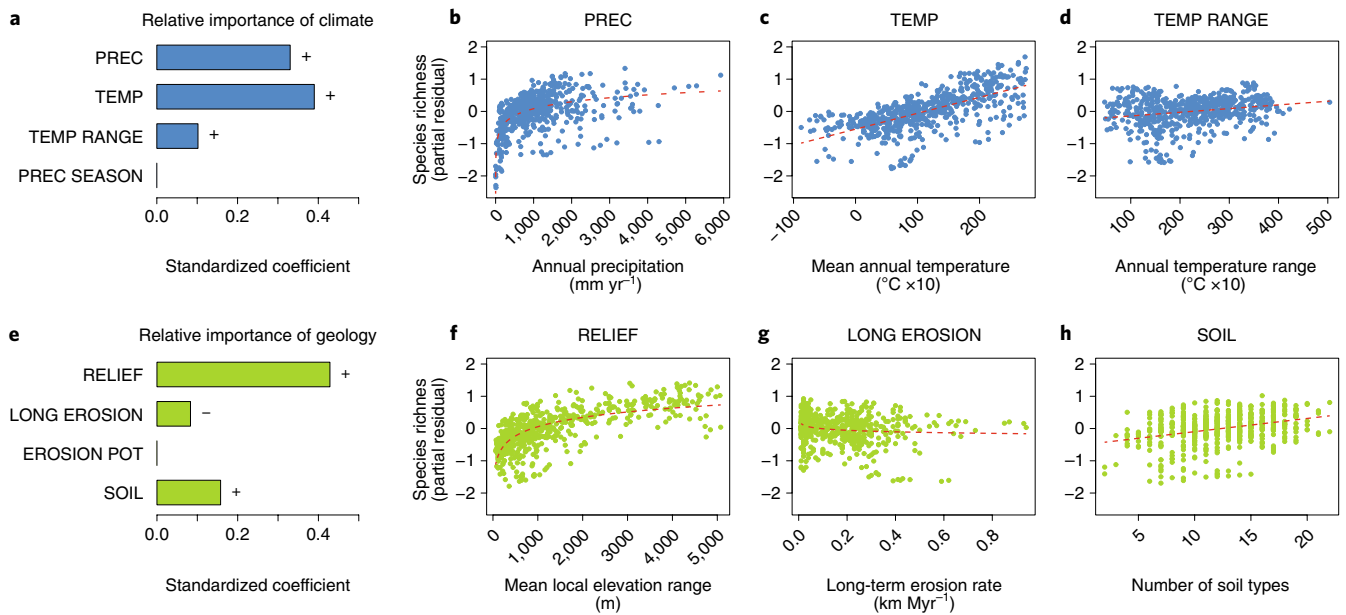 a
Relative importance of climate
PREC
+
TEMP
+
TEMP RANGE
+
PREC SEASON
0.0
0.2
0.4
Standardized coefficient
b
PREC
Species richness
(partial residual)
2
1
0
−1
−2
0
1,000
2,000
3,000
4,000
5,000
6,000
Annual precipitation
(mm yr−1)
c
TEMP
2
1
0
−1
−2
−100
0
100
200
Mean annual temperature
(°C ×10)
d
TEMP RANGE
2
1
0
−1
−2
100
200
300
400
500
Annual temperature range
(°C ×10)
e
Relative importance of geology
RELIEF
+
LONG EROSION
−
EROSION POT
SOIL
+
0.0
0.2
0.4
Standardized coefficient
f
RELIEF
Species richnes
(partial residual)
2
1
0
−1
−2
0
1,000
2,000
3000
4,000
5,000
Mean local elevation range
(m)
g
LONG EROSION
2
1
0
−1
−2
0.0
0.2
0.4
0.6
0.8
Long-term erosion rate
(km Myr−1)
h
SOIL
2
1
0
−1
−2
5
10
15
20
Number of soil types